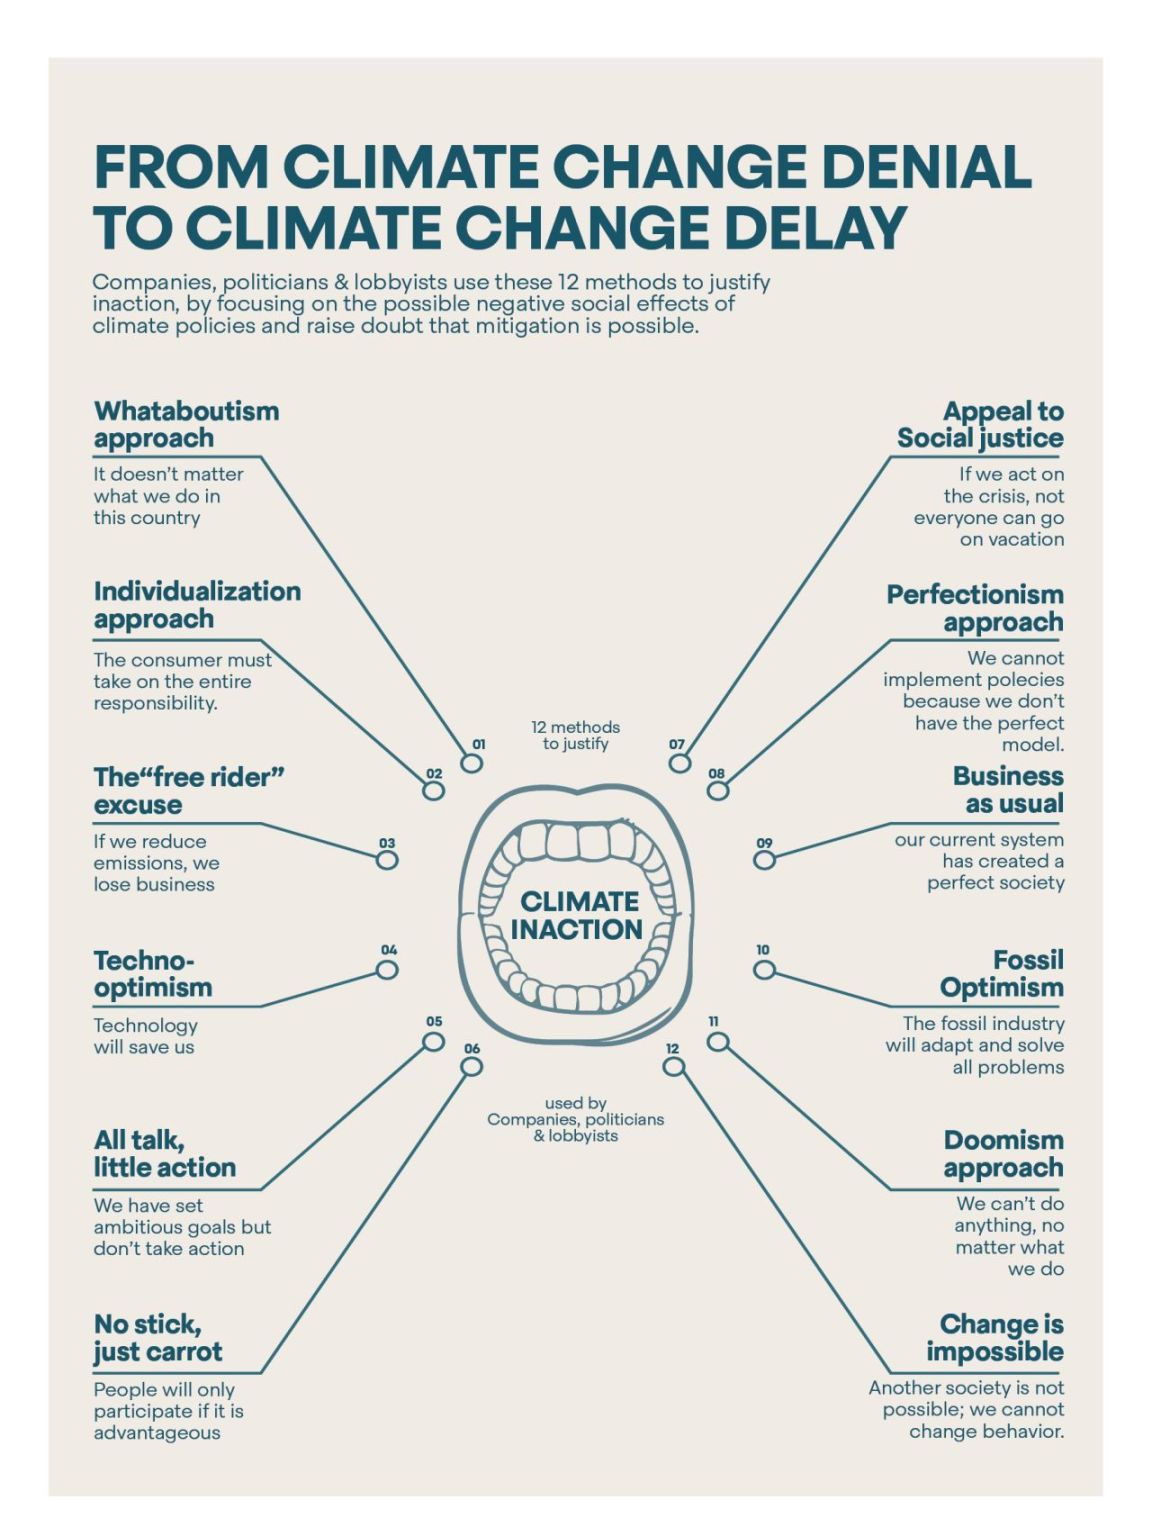 FROM CLIMATE CHANGE DENIAL
TO CLIMATE CHANGE DELAY
Companies, politicians & lobbyists use these 12 methods to justify
inaction, by focusing on the possible negative social effects of
climate policies and raise doubt that mitigation is possible.
Whataboutism
approach
It doesn't matter
what we do in
this country
Individualization
approach
The consumer must
take on the entire
responsibility.
The“free rider”
excuse
If we reduce
emissions, we
lose business
Techno-
optimism
Technology
will save us
All talk,
little action
We have set
ambitious goals but
don't take action
No stick,
just carrot
People will only
participate if it is
advantageous
12 methods
to justify
01
02
03
04
05
06
CLIMATE
INACTION
07
08
09
10
11
12
used by
Companies, politicians
& lobbyists
Appeal to
Social justice
If we act on
the crisis, not
everyone can go
on vacation
Perfectionism
approach
We cannot
implement polecies
because we don't
have the perfect
model.
Business
as usual
our current system
has created a
perfect society
Fossil
Optimism
The fossil industry
will adapt and solve
all problems
Doomism
approach
We can't do
anything, no
matter what
we do
Change is
impossible
Another society is not
possible; we cannot
change behavior.